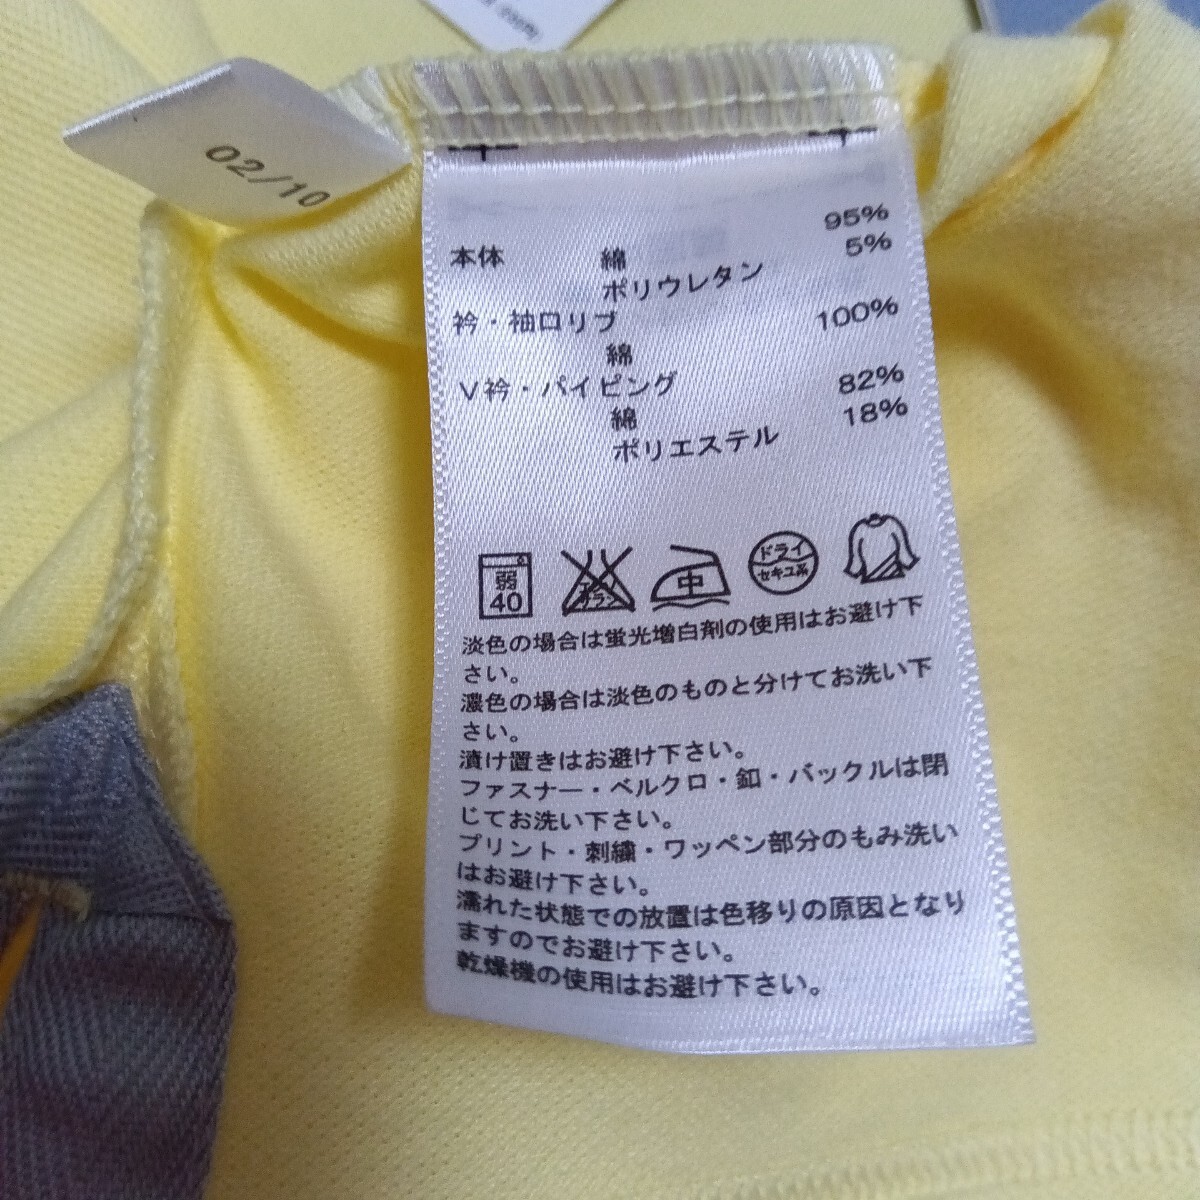 02/10
95%
本体 綿 5%
ポリウレタン
衿・袖口リブ 100%
綿
V衿・パイピング 82%
綿 18%
ポリエステル
弱
40
エンソ
サラシ
中
ドライ
セキユ系
淡色の場合は蛍光増白剤の使用はお避け下
さい。
濃色の場合は淡色のものと分けてお洗い下
さい。
漬け置きはお避け下さい。
ファスナー・ベルクロ・釦・バックルは閉
じてお洗い下さい。
プリント・刺繍・ワッペン部分のもみ洗い
はお避け下さい。
濡れた状態での放置は色移りの原因となり
ますのでお避け下さい。
乾燥機の使用はお避け下さい。